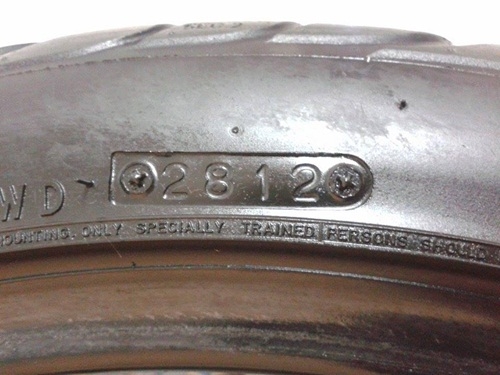 WD 2812
MOUNTING. ONLY SPECIALLY TRAINED PERSONS SHOULD